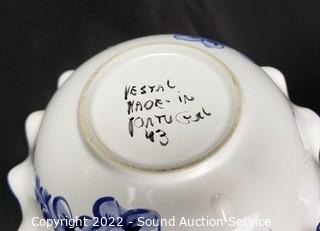 VESTAL
MADE-IN
PORTUGAL
43
Copyright 2022 - Sound Auction Service